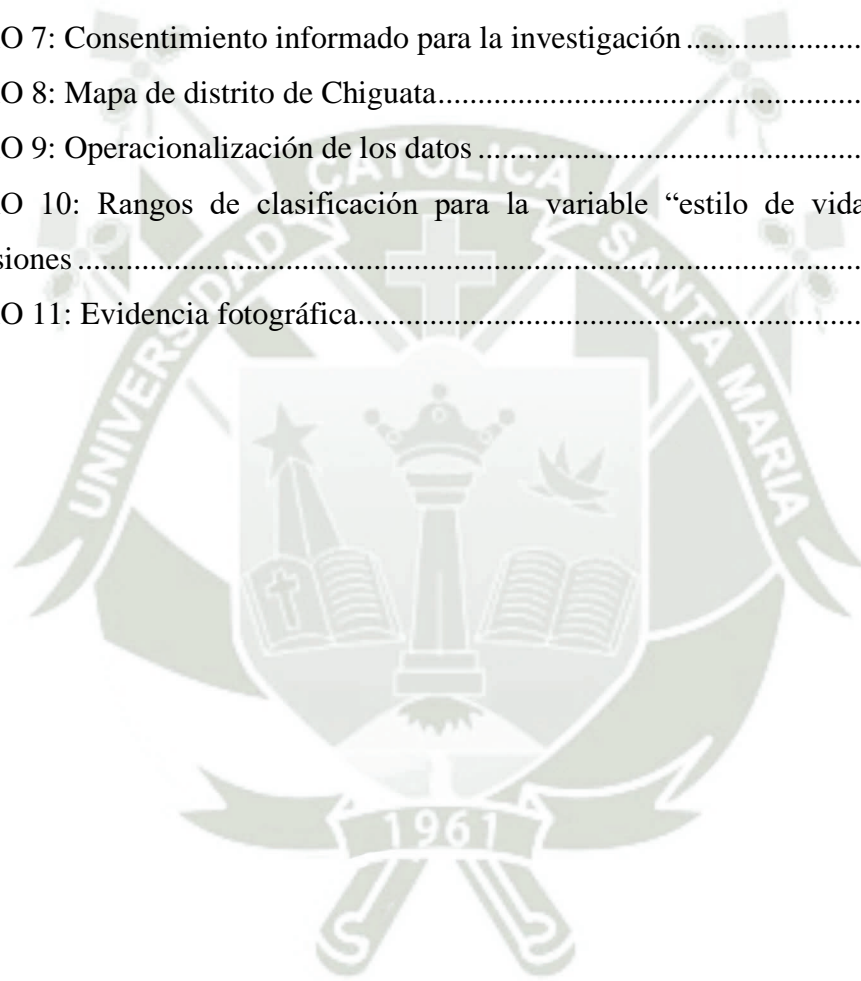 O 7: Consentimiento informado para la investigación ......................
O 8: Mapa de distrito de Chiguata.....................................................
O 9: Operacionalización de los datos ................................................
O 10: Rangos de clasificación para la variable “estilo de vida
siones ..................................................................................................
O 11: Evidencia fotográfica...............................................................
UNIVERSIDAD CATOLICA SANTA MARIA
1961